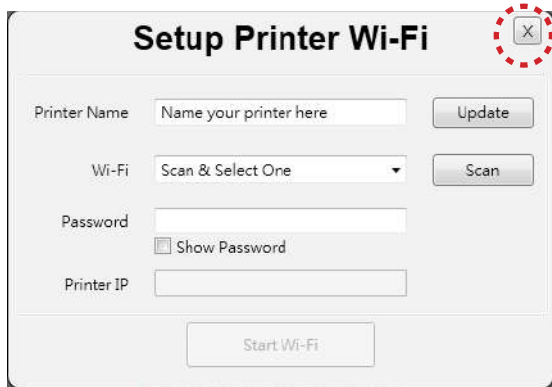 Setup Printer Wi-Fi
X
Printer Name
Name your printer here
Update
Wi-Fi
Scan & Select One
Scan
Password
Show Password
Printer IP
Start Wi-Fi